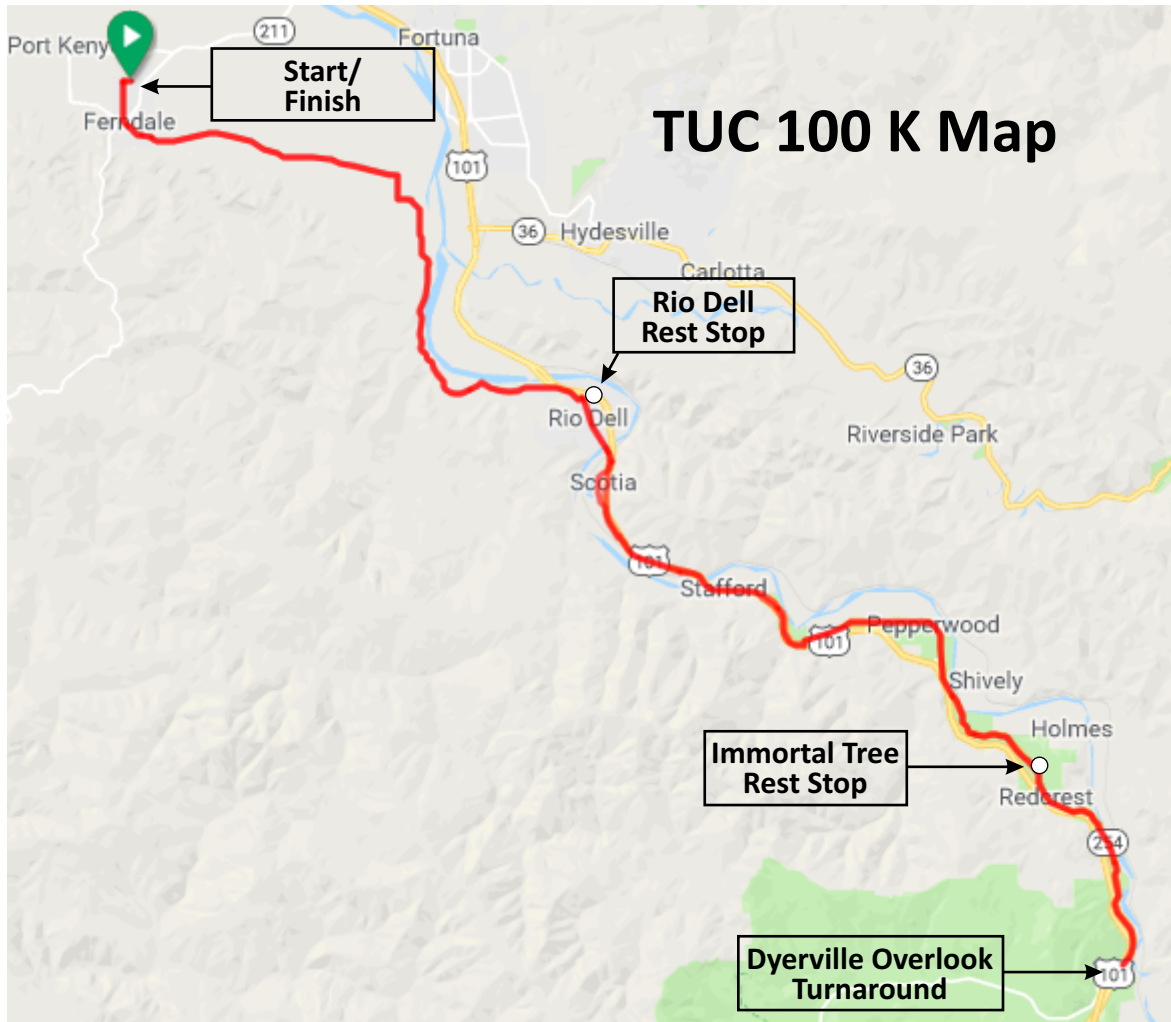 Port Keny
211
Fortuna
Start/
Finish
TUC 100 K Map
Ferndale
101
36
Hydesville
Carlotta
Rio Dell
Rest Stop
36
Rio Dell
Riverside Park
Scotia
101
Stafford
Pepperwood
101
Shively
Holmes
Immortal Tree
Rest Stop
Redcrest
254
Dyerville Overlook
Turnaround
101